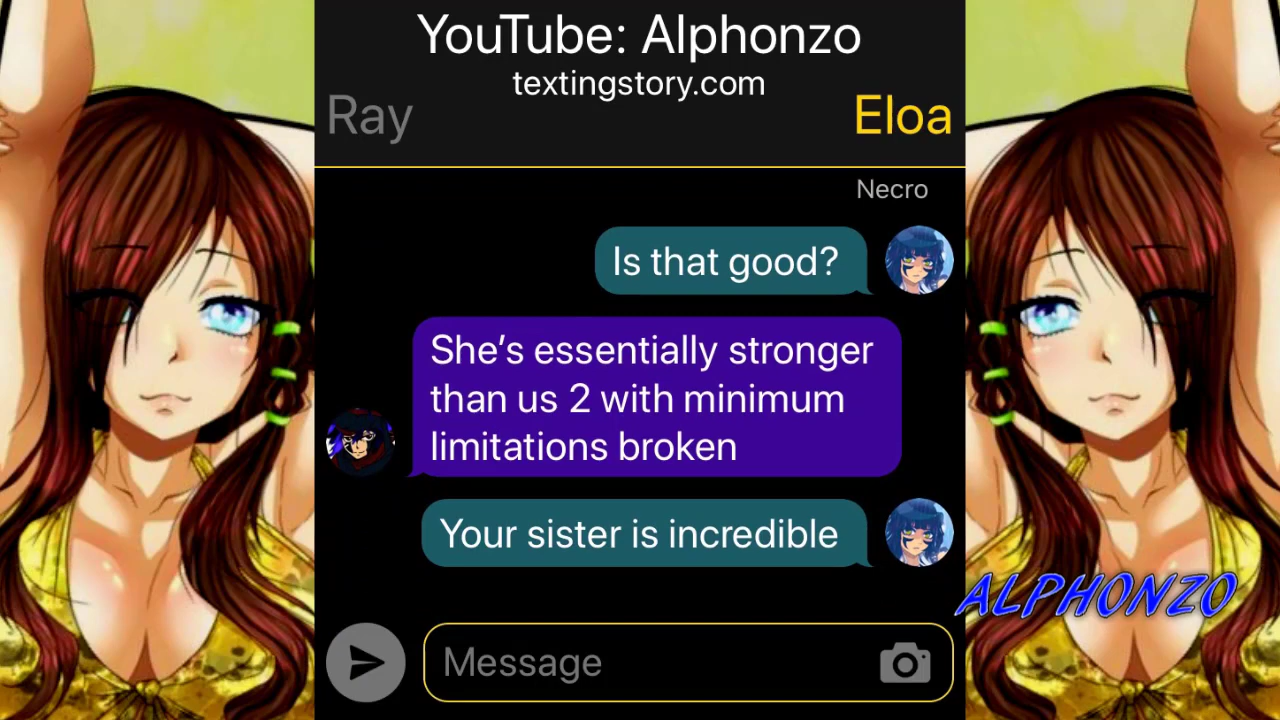 YouTube: Alphonzo
textingstory.com
Ray
Eloa
Necro
Is that good?
She’s essentially stronger
than us 2 with minimum
limitations broken
Your sister is incredible
ALPHONZO
Message